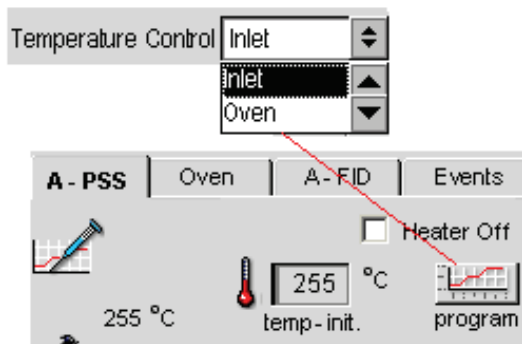 Temperature Control Inlet
Inlet
Oven
A - PSS Oven A - FID Events
Heater Off
255 °C
255 °C temp - init. program